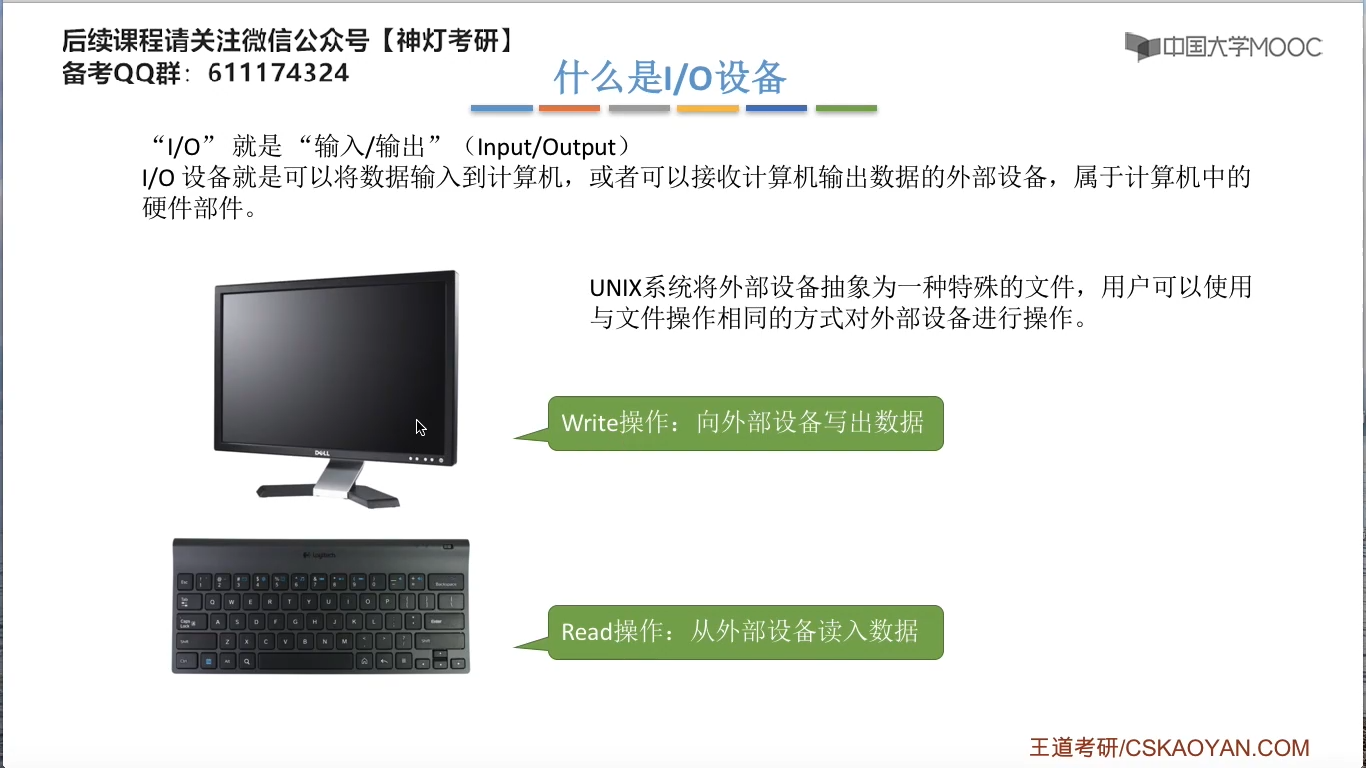 后续课程请关注微信公众号【神灯考研】
备考QQ群：611174324
中国大学MOOC
什么是I/O设备
“I/O” 就是 “输入/输出”（Input/Output）
I/O 设备就是可以将数据输入到计算机，或者可以接收计算机输出数据的外部设备，属于计算机中的
硬件部件。
UNIX系统将外部设备抽象为一种特殊的文件，用户可以使用
与文件操作相同的方式对外部设备进行操作。
Write操作：向外部设备写出数据
DELL
Logitech
Q W E R T Y U I O P
A S D F G H J K L
Z X C V B N M
Read操作：从外部设备读入数据
王道考研/CSKAOYAN.COM